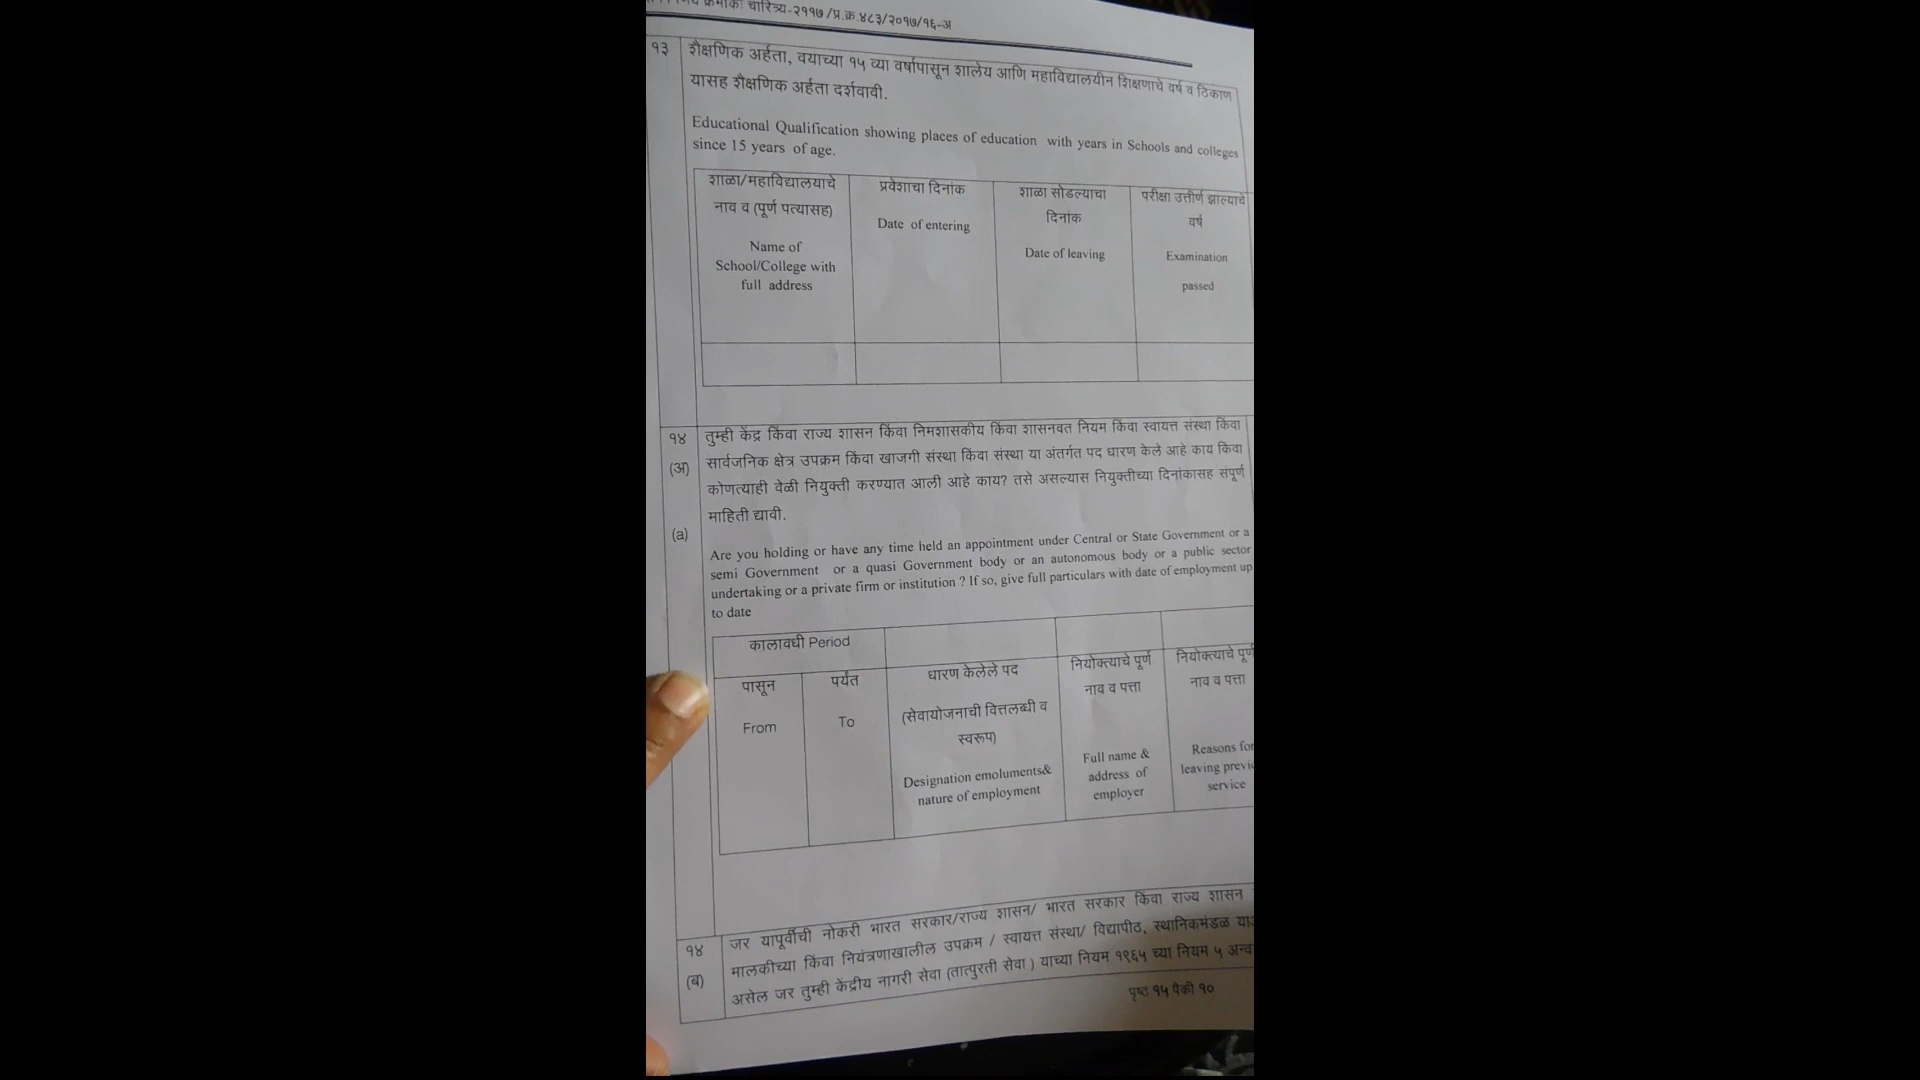 क्रमांकः चारित्र्य-२११७/प्र.क्र.४८३/२०१७/१६-अ
१३ शैक्षणिक अर्हता, वयाच्या १५ व्या वर्षापासून शालेय आणि महाविद्यालयीन शिक्षणाचे वर्ष व ठिकाण
यासह शैक्षणिक अर्हता दर्शवावी.
Educational Qualification showing places of education with years in Schools and colleges
since 15 years of age.
शाळा/महाविद्यालयाचे
नाव व (पूर्ण पत्यासह)
Name of
School/College with
full address
प्रवेशाचा दिनांक
Date of entering
शाळा सोडल्याचा
दिनांक
Date of leaving
परीक्षा उत्तीर्ण झाल्याचे
वर्ष
Examination
passed
१४ तुम्ही केंद्र किंवा राज्य शासन किंवा निमशासकीय किंवा शासनवत नियम किंवा स्वायत्त संस्था किंवा
(अ) सार्वजनिक क्षेत्र उपक्रम किंवा खाजगी संस्था किंवा संस्था या अंतर्गत पद धारण केले आहे काय किंवा
कोणत्याही वेळी नियुक्ती करण्यात आली आहे काय? तसे असल्यास नियुक्तीच्या दिनांकासह संपूर्ण
माहिती द्यावी.
(a) Are you holding or have any time held an appointment under Central or State Government or a
semi Government or a quasi Government body or an autonomous body or a public sector
undertaking or a private firm or institution ? If so, give full particulars with date of employment up
to date
कालावधी Period
पासून
From
पर्यंत
To
धारण केलेले पद
(सेवायोजनाची वित्तलब्धी व
स्वरूप)
Designation emoluments&
nature of employment
नियोक्त्याचे पूर्ण
नाव व पत्ता
Full name &
address of
employer
नियोक्त्याचे पूर्ण
नाव व पत्ता
Reasons for
leaving
service
१४ जर यापूर्वीची नोकरी भारत सरकार/राज्य शासन/ भारत सरकार किंवा राज्य शासन
(ब) मालकीच्या किंवा नियंत्रणाखालील उपक्रम / स्वायत्त संस्था/ विद्यापीठ, स्थानिकमंडळ
असेल जर तुम्ही केंद्रीय नागरी सेवा (तात्पुरती सेवा ) याच्या नियम १९६५ च्या नियम ५
पृष्ठ १५ पैकी १०